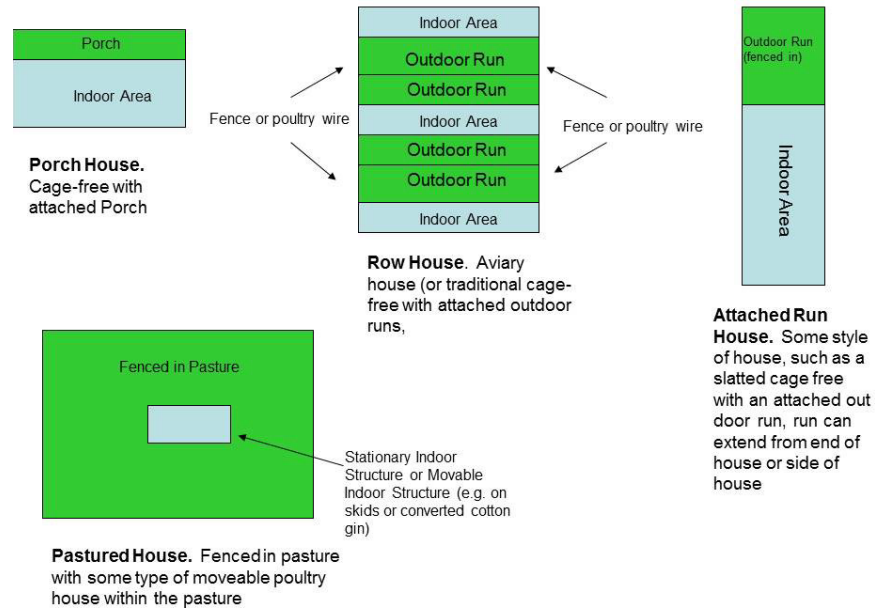 Porch
Indoor Area
Porch House.
Cage-free with
attached Porch
Indoor Area
Outdoor Run
Outdoor Run
Indoor Area
Outdoor Run
Outdoor Run
Indoor Area
Fence or poultry wire
Fence or poultry wire
Row House. Aviary
house (or traditional cage-
free with attached outdoor
runs,
Outdoor Run
(fenced in)
Indoor Area
Attached Run
House. Some style
of house, such as a
slatted cage free
with an attached out
door run, run can
extend from end of
house or side of
house
Fenced in Pasture
Stationary Indoor
Structure or Movable
Indoor Structure (e.g. on
skids or converted cotton
gin)
Pastured House. Fenced in pasture
with some type of moveable poultry
house within the pasture